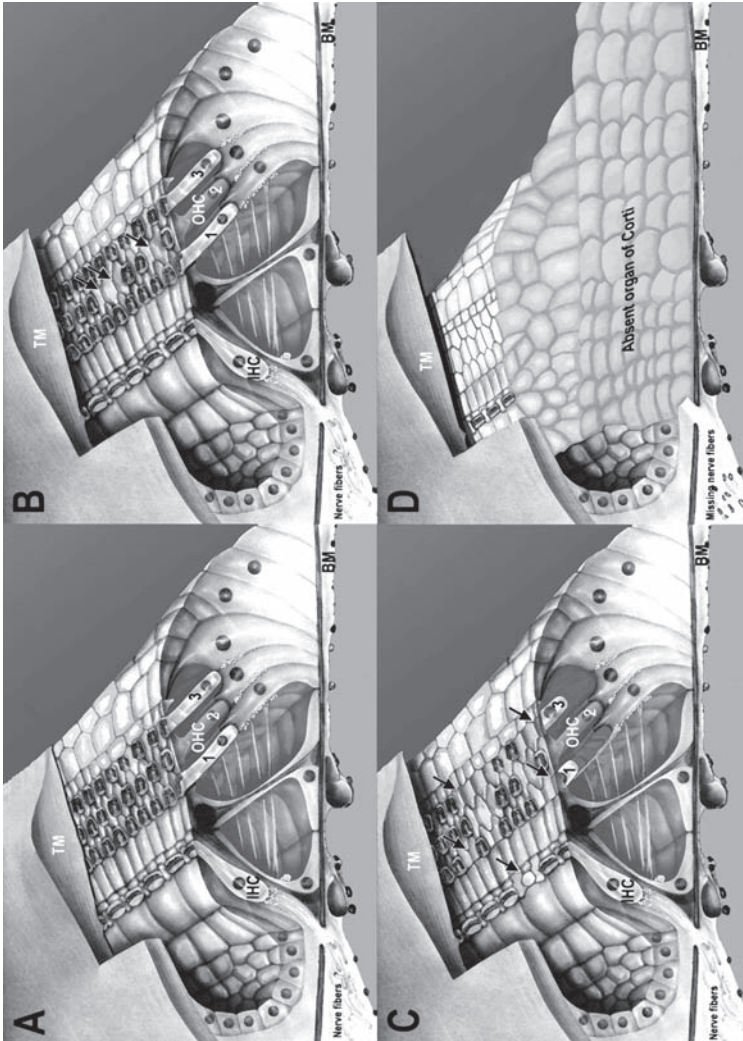 A
TM
OHC
1
2
3
IHC
Nerve fibers
BM
B
TM
OHC
1
2
3
IHC
Nerve fibers
BM
C
TM
OHC
1
2
3
IHC
Nerve fibers
BM
D
TM
Absent organ of Corti
Missing nerve fibers
BM